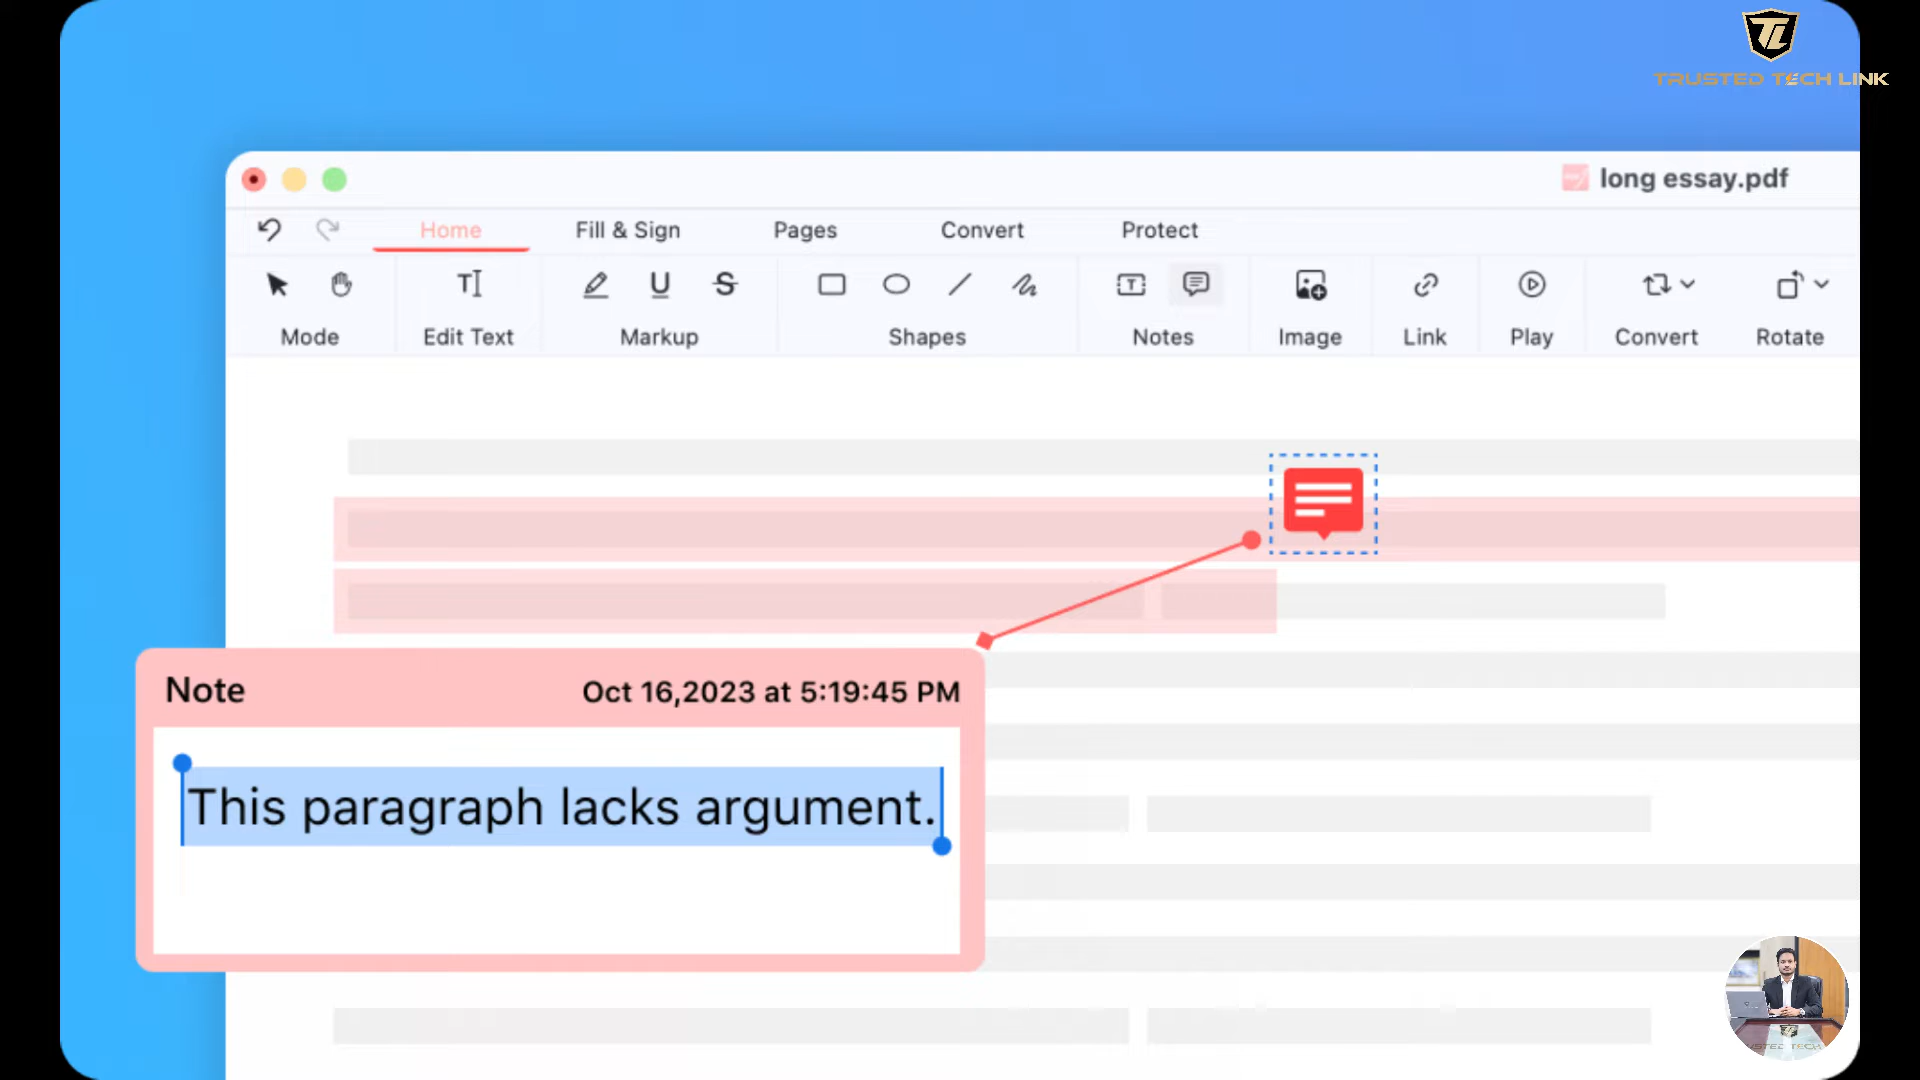 TRUSTED TECH LINK
long essay.pdf
Home Fill & Sign Pages Convert Protect
Mode Edit Text Markup Shapes Notes Image Link Play Convert Rotate
Note Oct 16,2023 at 5:19:45 PM
This paragraph lacks argument.